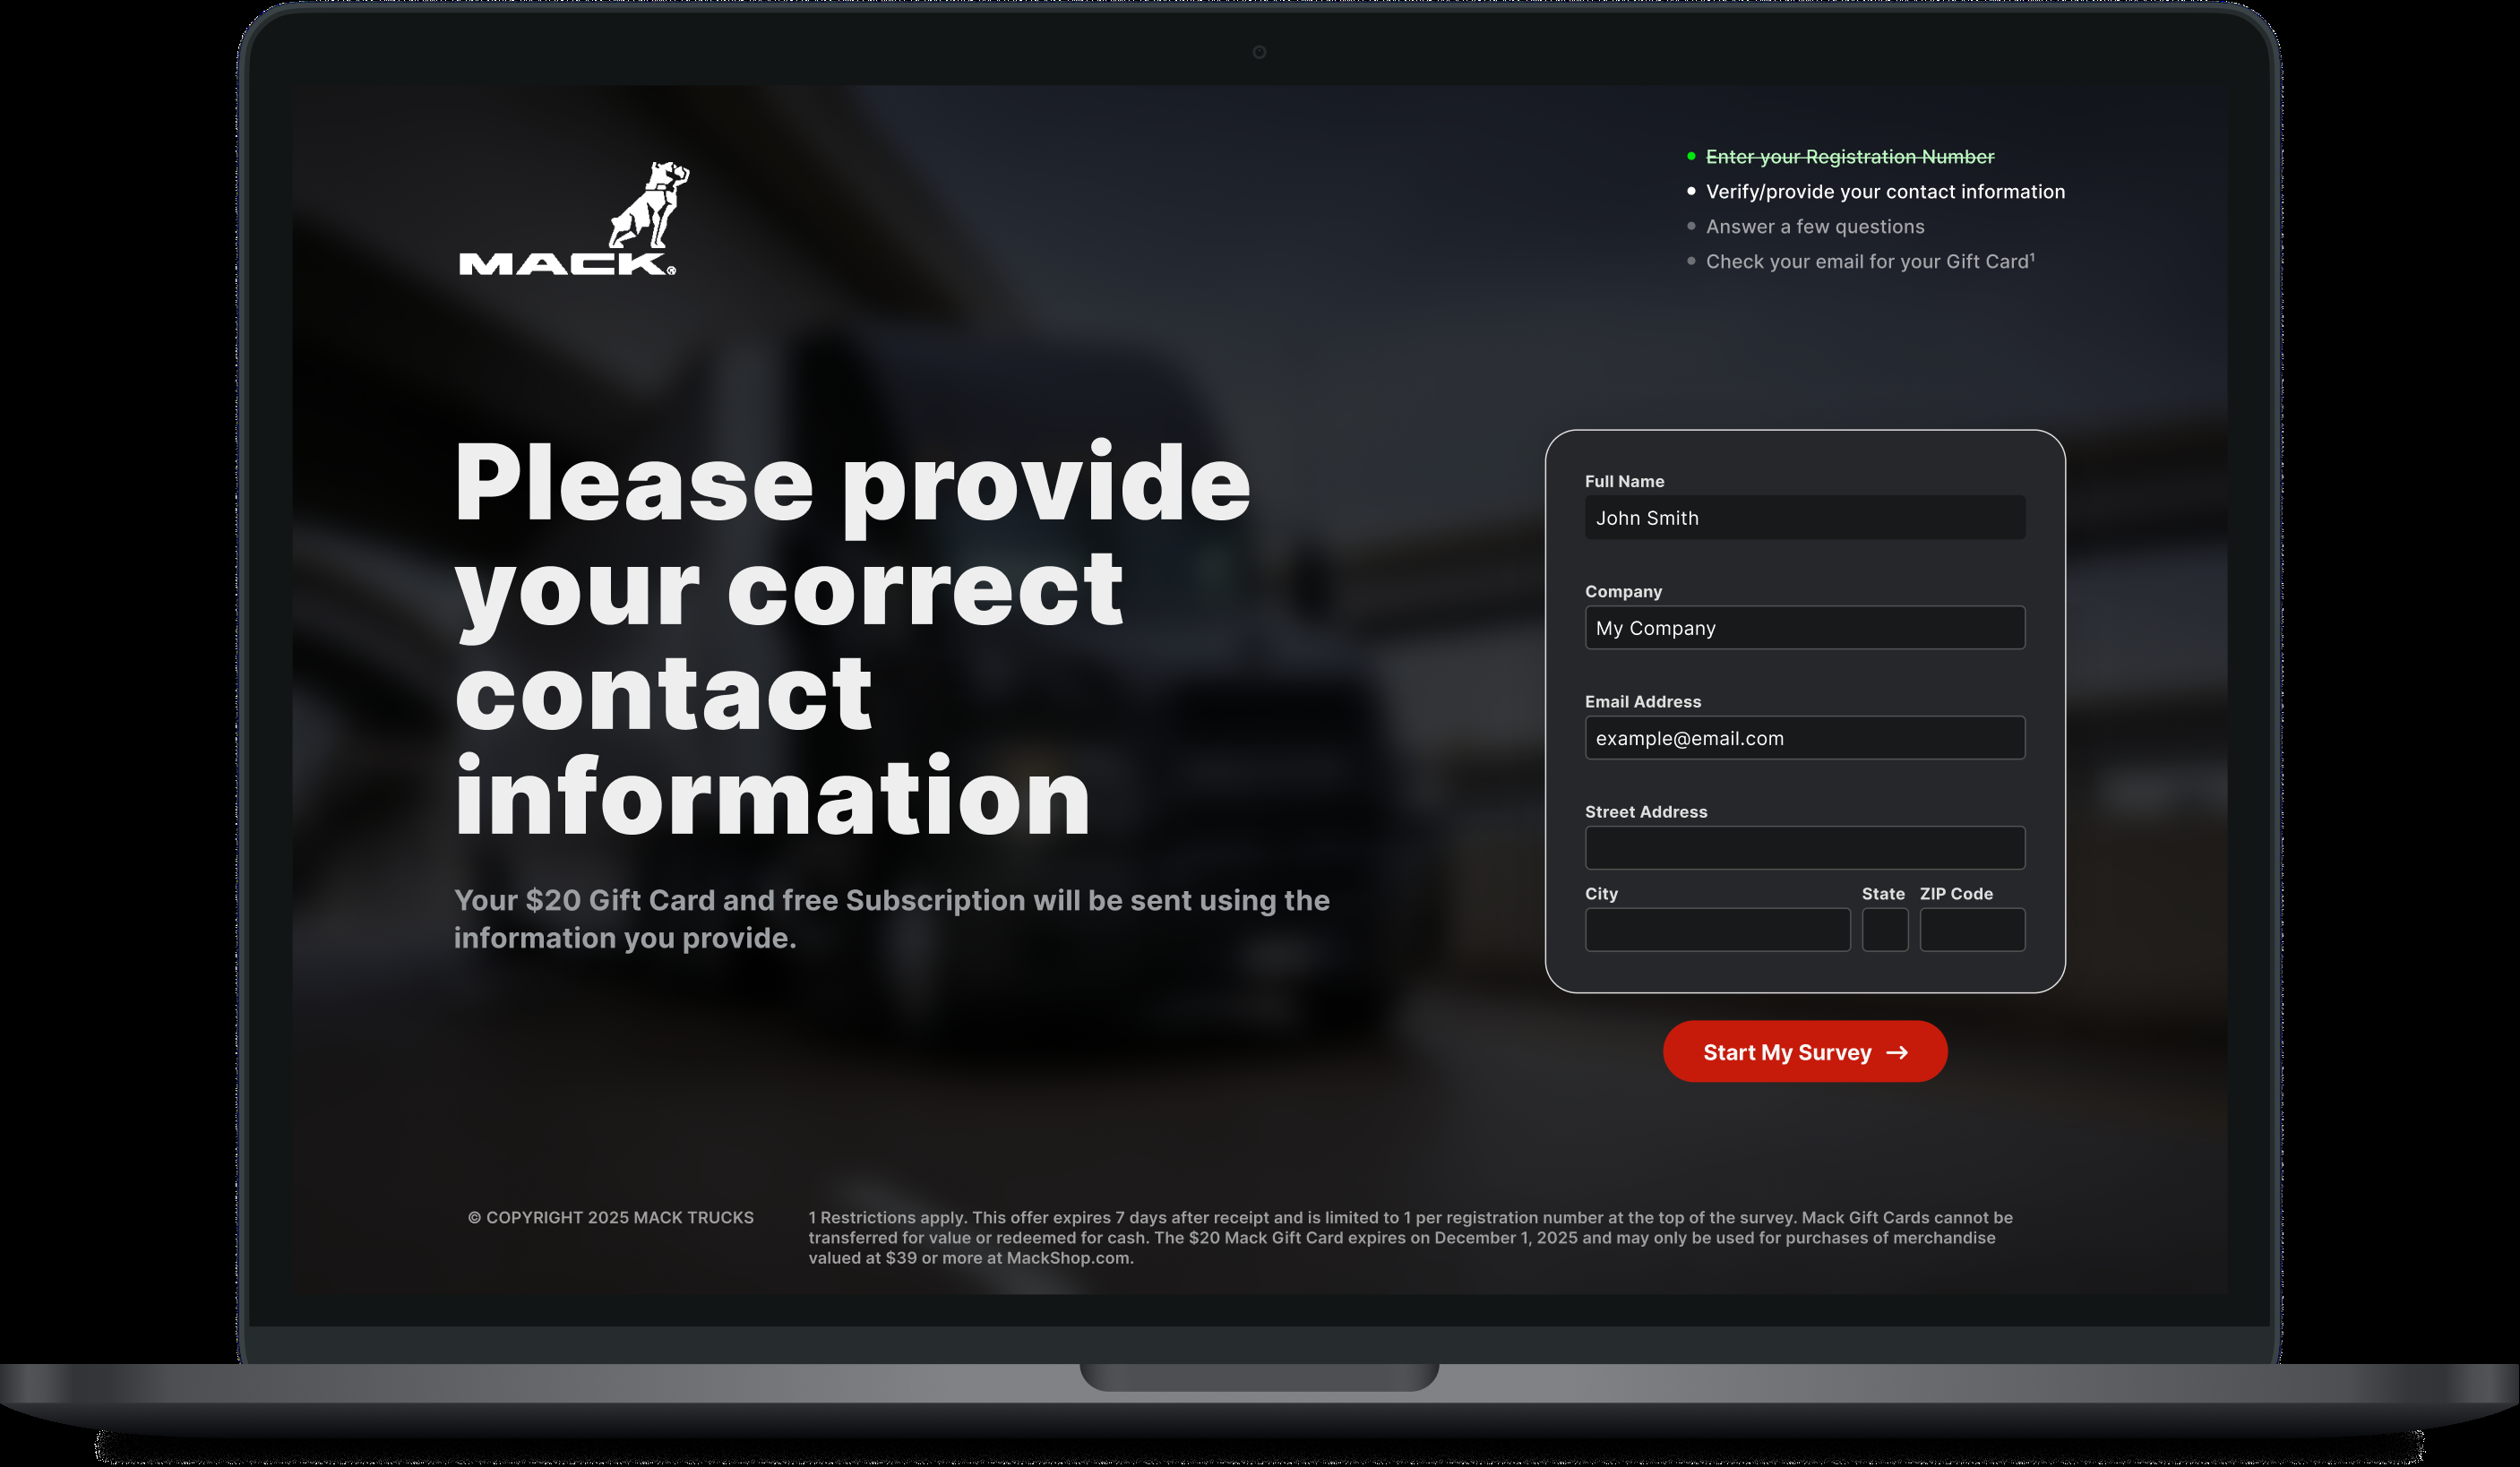 MACK®
Enter your Registration Number
Verify/provide your contact information
Answer a few questions
Check your email for your Gift Card¹
Please provide
your correct
contact
information
Your $20 Gift Card and free Subscription will be sent using the
information you provide.
Full Name
John Smith
Company
My Company
Email Address
example@email.com
Street Address
City State ZIP Code
Start My Survey →
© COPYRIGHT 2025 MACK TRUCKS
1 Restrictions apply. This offer expires 7 days after receipt and is limited to 1 per registration number at the top of the survey. Mack Gift Cards cannot be
transferred for value or redeemed for cash. The $20 Mack Gift Card expires on December 1, 2025 and may only be used for purchases of merchandise
valued at $39 or more at MackShop.com.